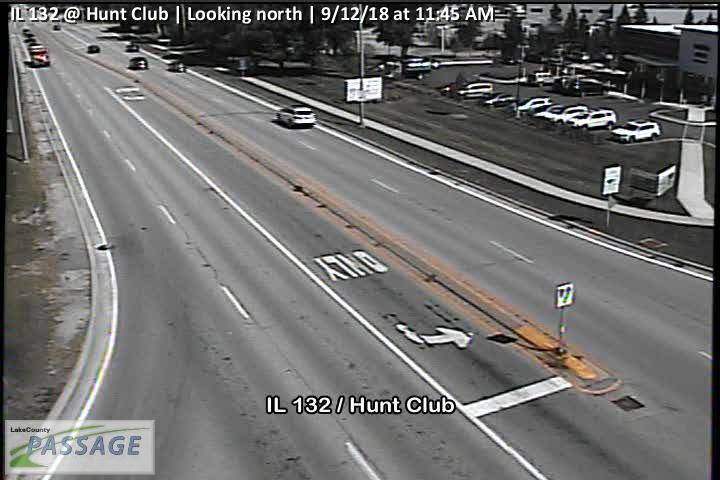 IL 132 @ Hunt Club | Looking north | 9/12/18 at 11:45 AM
ONLY
IL 132 / Hunt Club
LakeCounty
PASSAGE